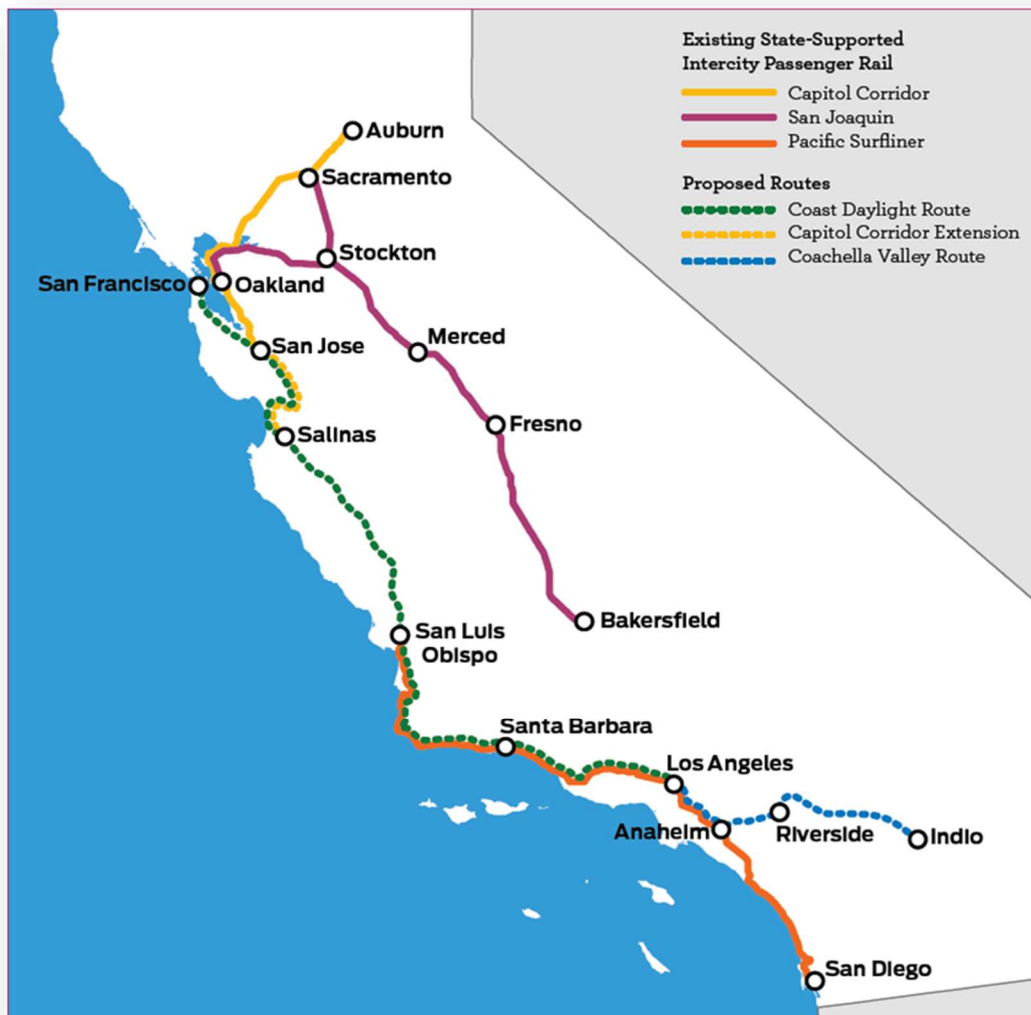 Existing State-Supported
Intercity Passenger Rail
Capitol Corridor
San Joaquin
Pacific Surfliner
Proposed Routes
Coast Daylight Route
Capitol Corridor Extension
Coachella Valley Route
Auburn
Sacramento
Stockton
San Francisco
Oakland
San Jose
Merced
Fresno
Salinas
Bakersfield
San Luis
Obispo
Santa Barbara
Los Angeles
Anaheim
Riverside
Indio
San Diego